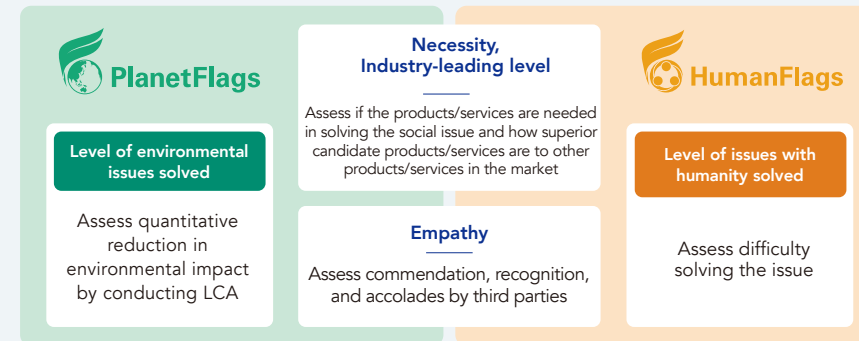 PlanetFlags
Level of environmental
issues solved
Assess quantitative
reduction in
environmental impact
by conducting LCA
Necessity,
Industry-leading level
Assess if the products/services are needed
in solving the social issue and how superior
candidate products/services are to other
products/services in the market
Empathy
Assess commendation, recognition,
and accolades by third parties
HumanFlags
Level of issues with
humanity solved
Assess difficulty
solving the issue